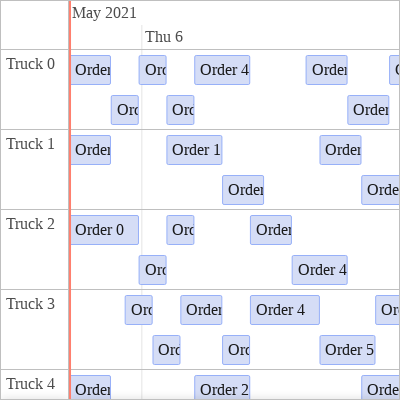 May 2021
Thu 6
Truck 0
Order Orc Order 4 Order
Orc Orc Order
Truck 1
Order Order 1 Order
Order Orde
Truck 2
Order 0 Orc Order
Orc Order 4
Truck 3
Orc Order Order 4 Or
Orc Orc Order 5
Truck 4
Order Order 2 Orde